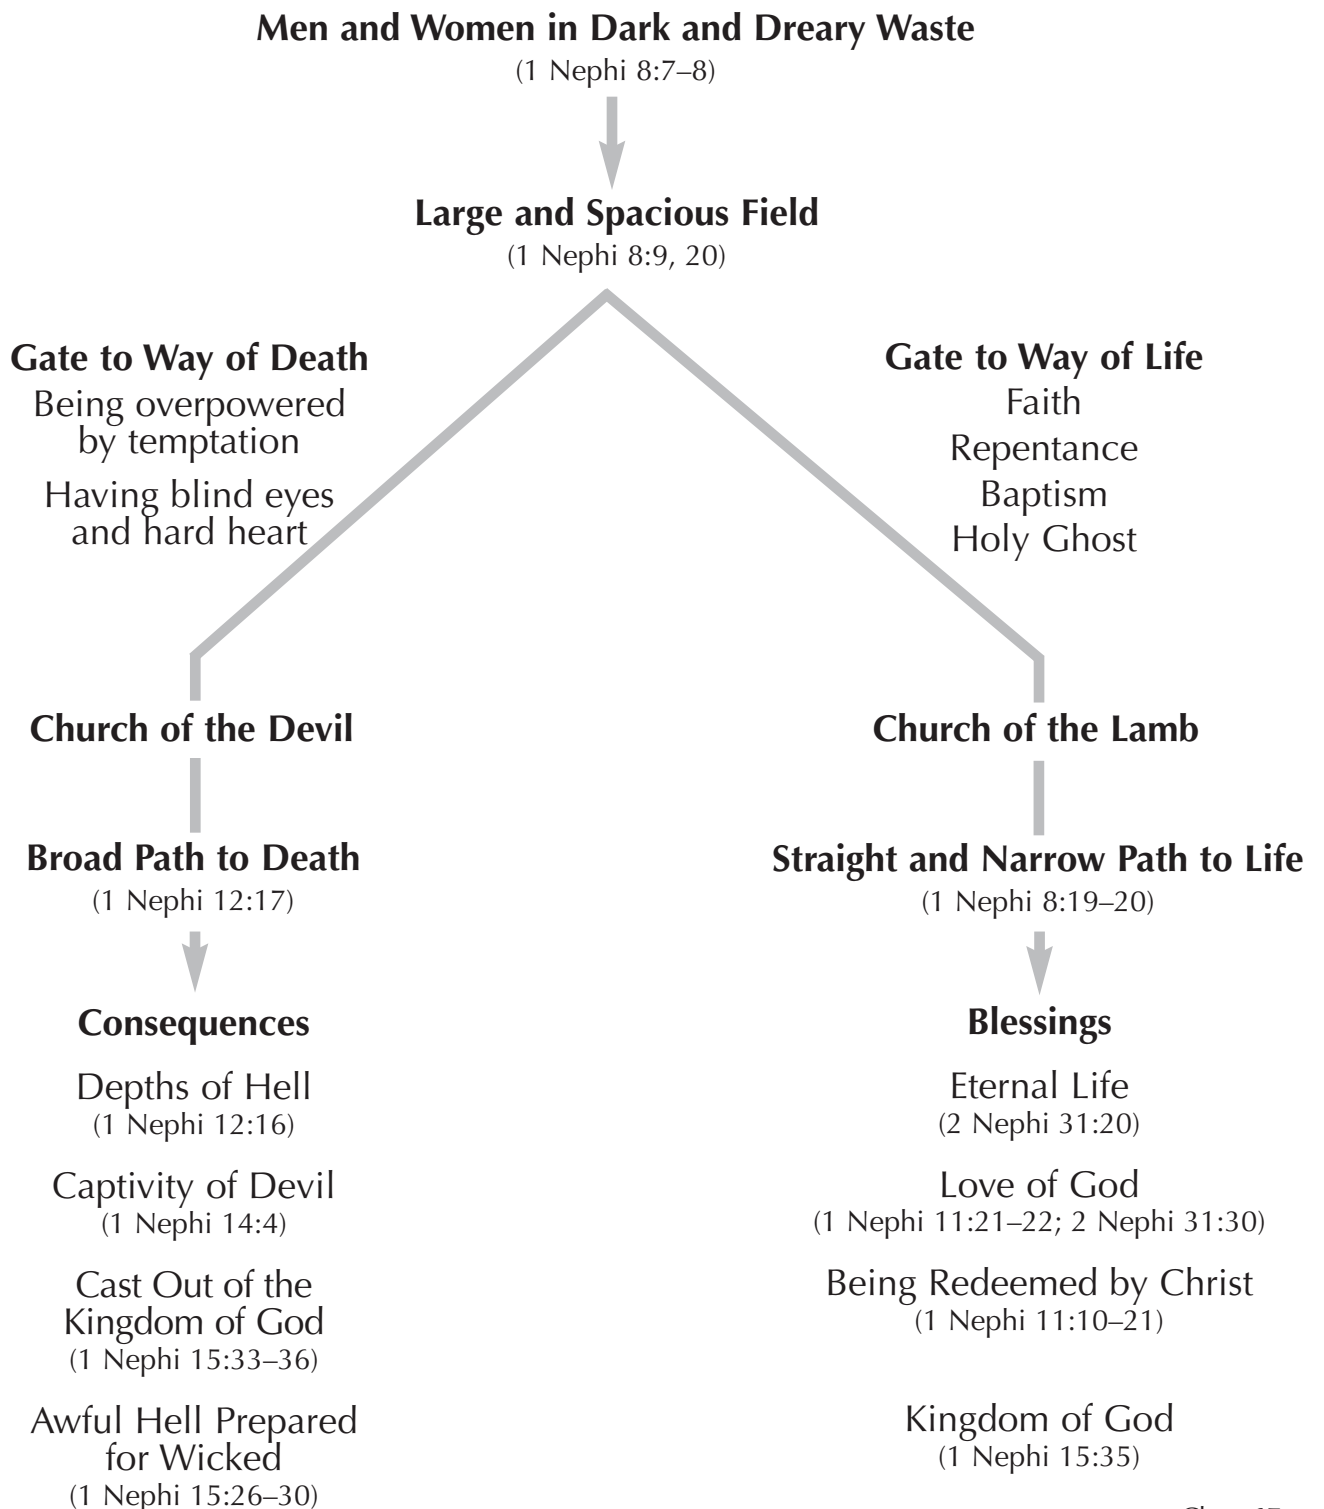 Men and Women in Dark and Dreary Waste
(1 Nephi 8:7–8)
Large and Spacious Field
(1 Nephi 8:9, 20)
Gate to Way of Death
Being overpowered
by temptation
Having blind eyes
and hard heart
Gate to Way of Life
Faith
Repentance
Baptism
Holy Ghost
Church of the Devil
Broad Path to Death
(1 Nephi 12:17)
Consequences
Depths of Hell
(1 Nephi 12:16)
Captivity of Devil
(1 Nephi 14:4)
Cast Out of the
Kingdom of God
(1 Nephi 15:33–36)
Awful Hell Prepared
for Wicked
(1 Nephi 15:26–30)
Church of the Lamb
Straight and Narrow Path to Life
(1 Nephi 8:19–20)
Blessings
Eternal Life
(2 Nephi 31:20)
Love of God
(1 Nephi 11:21–22; 2 Nephi 31:30)
Being Redeemed by Christ
(1 Nephi 11:10–21)
Kingdom of God
(1 Nephi 15:35)